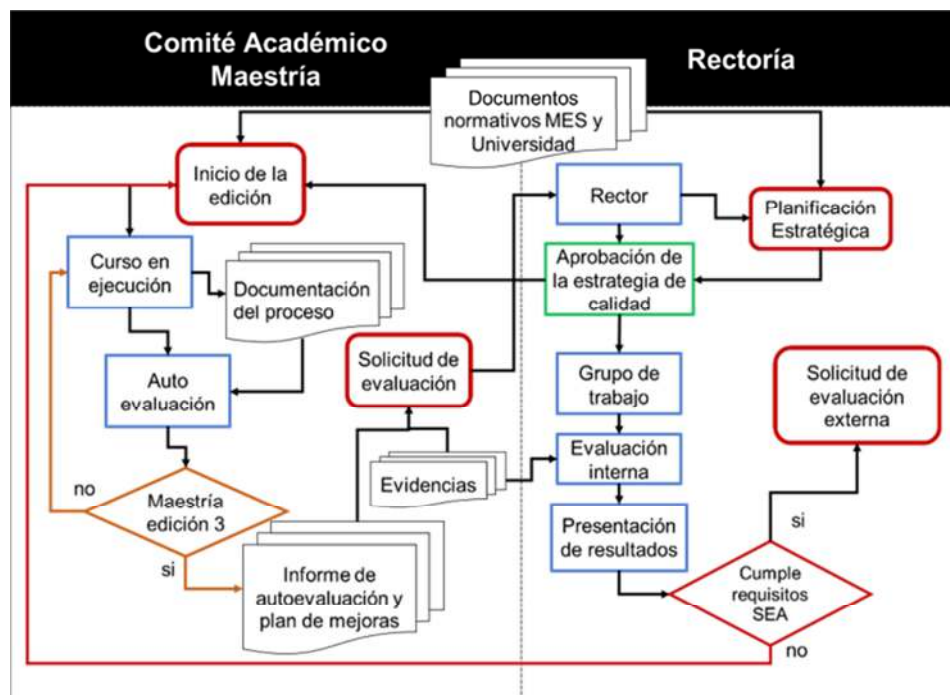 Comité Académico
Maestría
Rectoría
Documentos
normativos MES y
Universidad
Inicio de la
edición
Rector
Planificación
Estratégica
Curso en
ejecución
Documentación
del proceso
Aprobación de
la estrategia de
calidad
Auto
evaluación
Solicitud de
evaluación
Grupo de
trabajo
Solicitud de
evaluación
externa
no
Maestría
edición 3
si
Evidencias
Evaluación
interna
Informe de
autoevaluación y
plan de mejoras
Presentación
de resultados
si
Cumple
requisitos
SEA
no